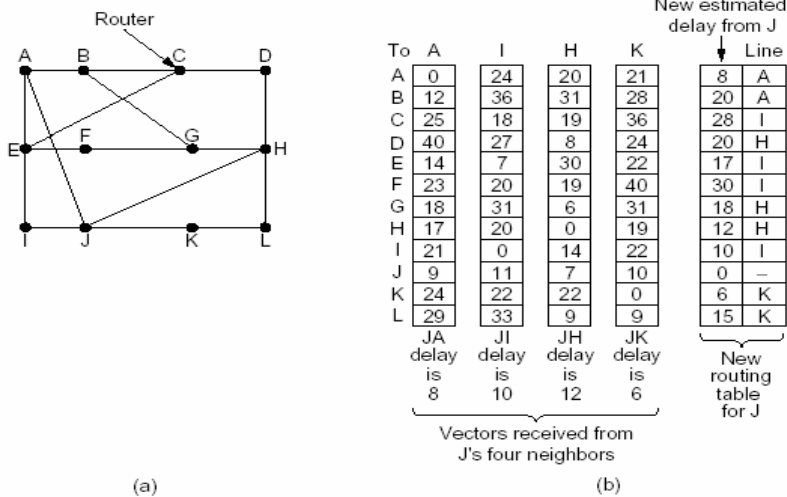 Router
A B C D
E F G H
I J K L
(a)
New estimated
delay from J
To A I H K Line
A 0 24 20 21 8 A
B 12 36 31 28 20 A
C 25 18 19 36 28 I
D 40 27 8 24 20 H
E 14 7 30 22 17 I
F 23 20 19 40 30 I
G 18 31 6 31 18 H
H 17 20 0 19 12 H
I 21 0 14 22 10 I
J 9 11 7 10 0 –
K 24 22 22 0 6 K
L 29 33 9 9 15 K
JA JI JH JK
delay delay delay delay
is is is is
8 10 12 6
New
routing
table
for J
Vectors received from
J's four neighbors
(b)